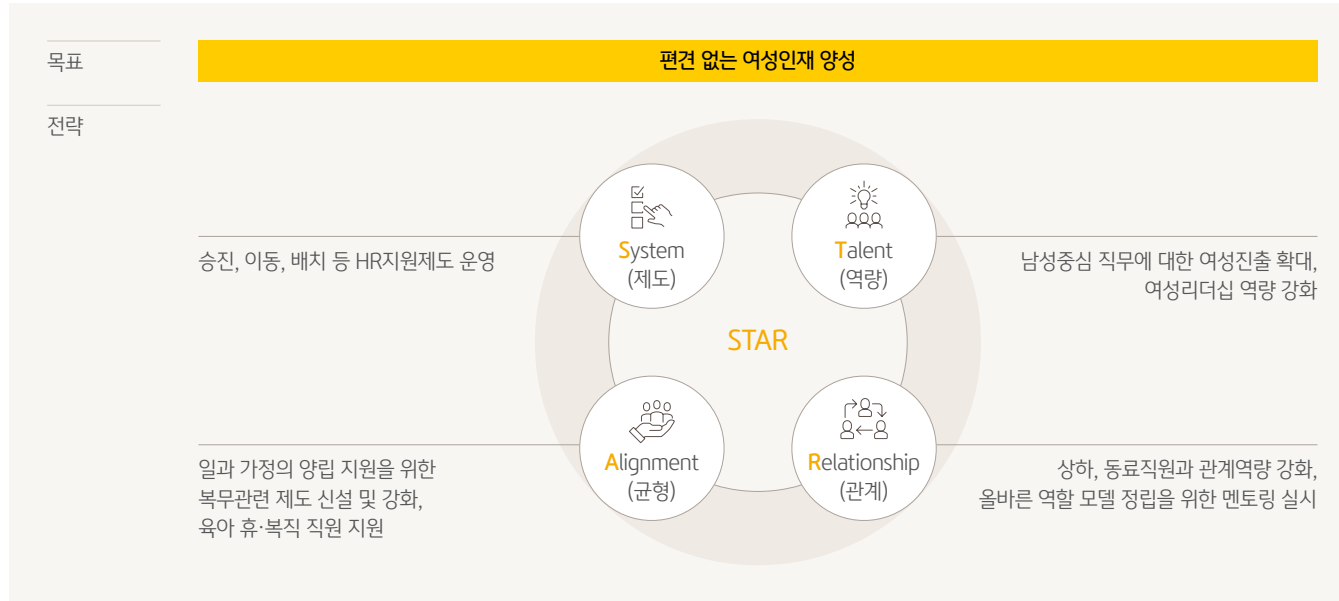 목표
편견 없는 여성인재 양성
전략
System
(제도)
승진, 이동, 배치 등 HR지원제도 운영
Talent
(역량)
남성중심 직무에 대한 여성진출 확대,
여성리더십 역량 강화
STAR
Alignment
(균형)
일과 가정의 양립 지원을 위한
복무관련 제도 신설 및 강화,
육아 휴·복직 직원 지원
Relationship
(관계)
상하, 동료직원과 관계역량 강화,
올바른 역할 모델 정립을 위한 멘토링 실시